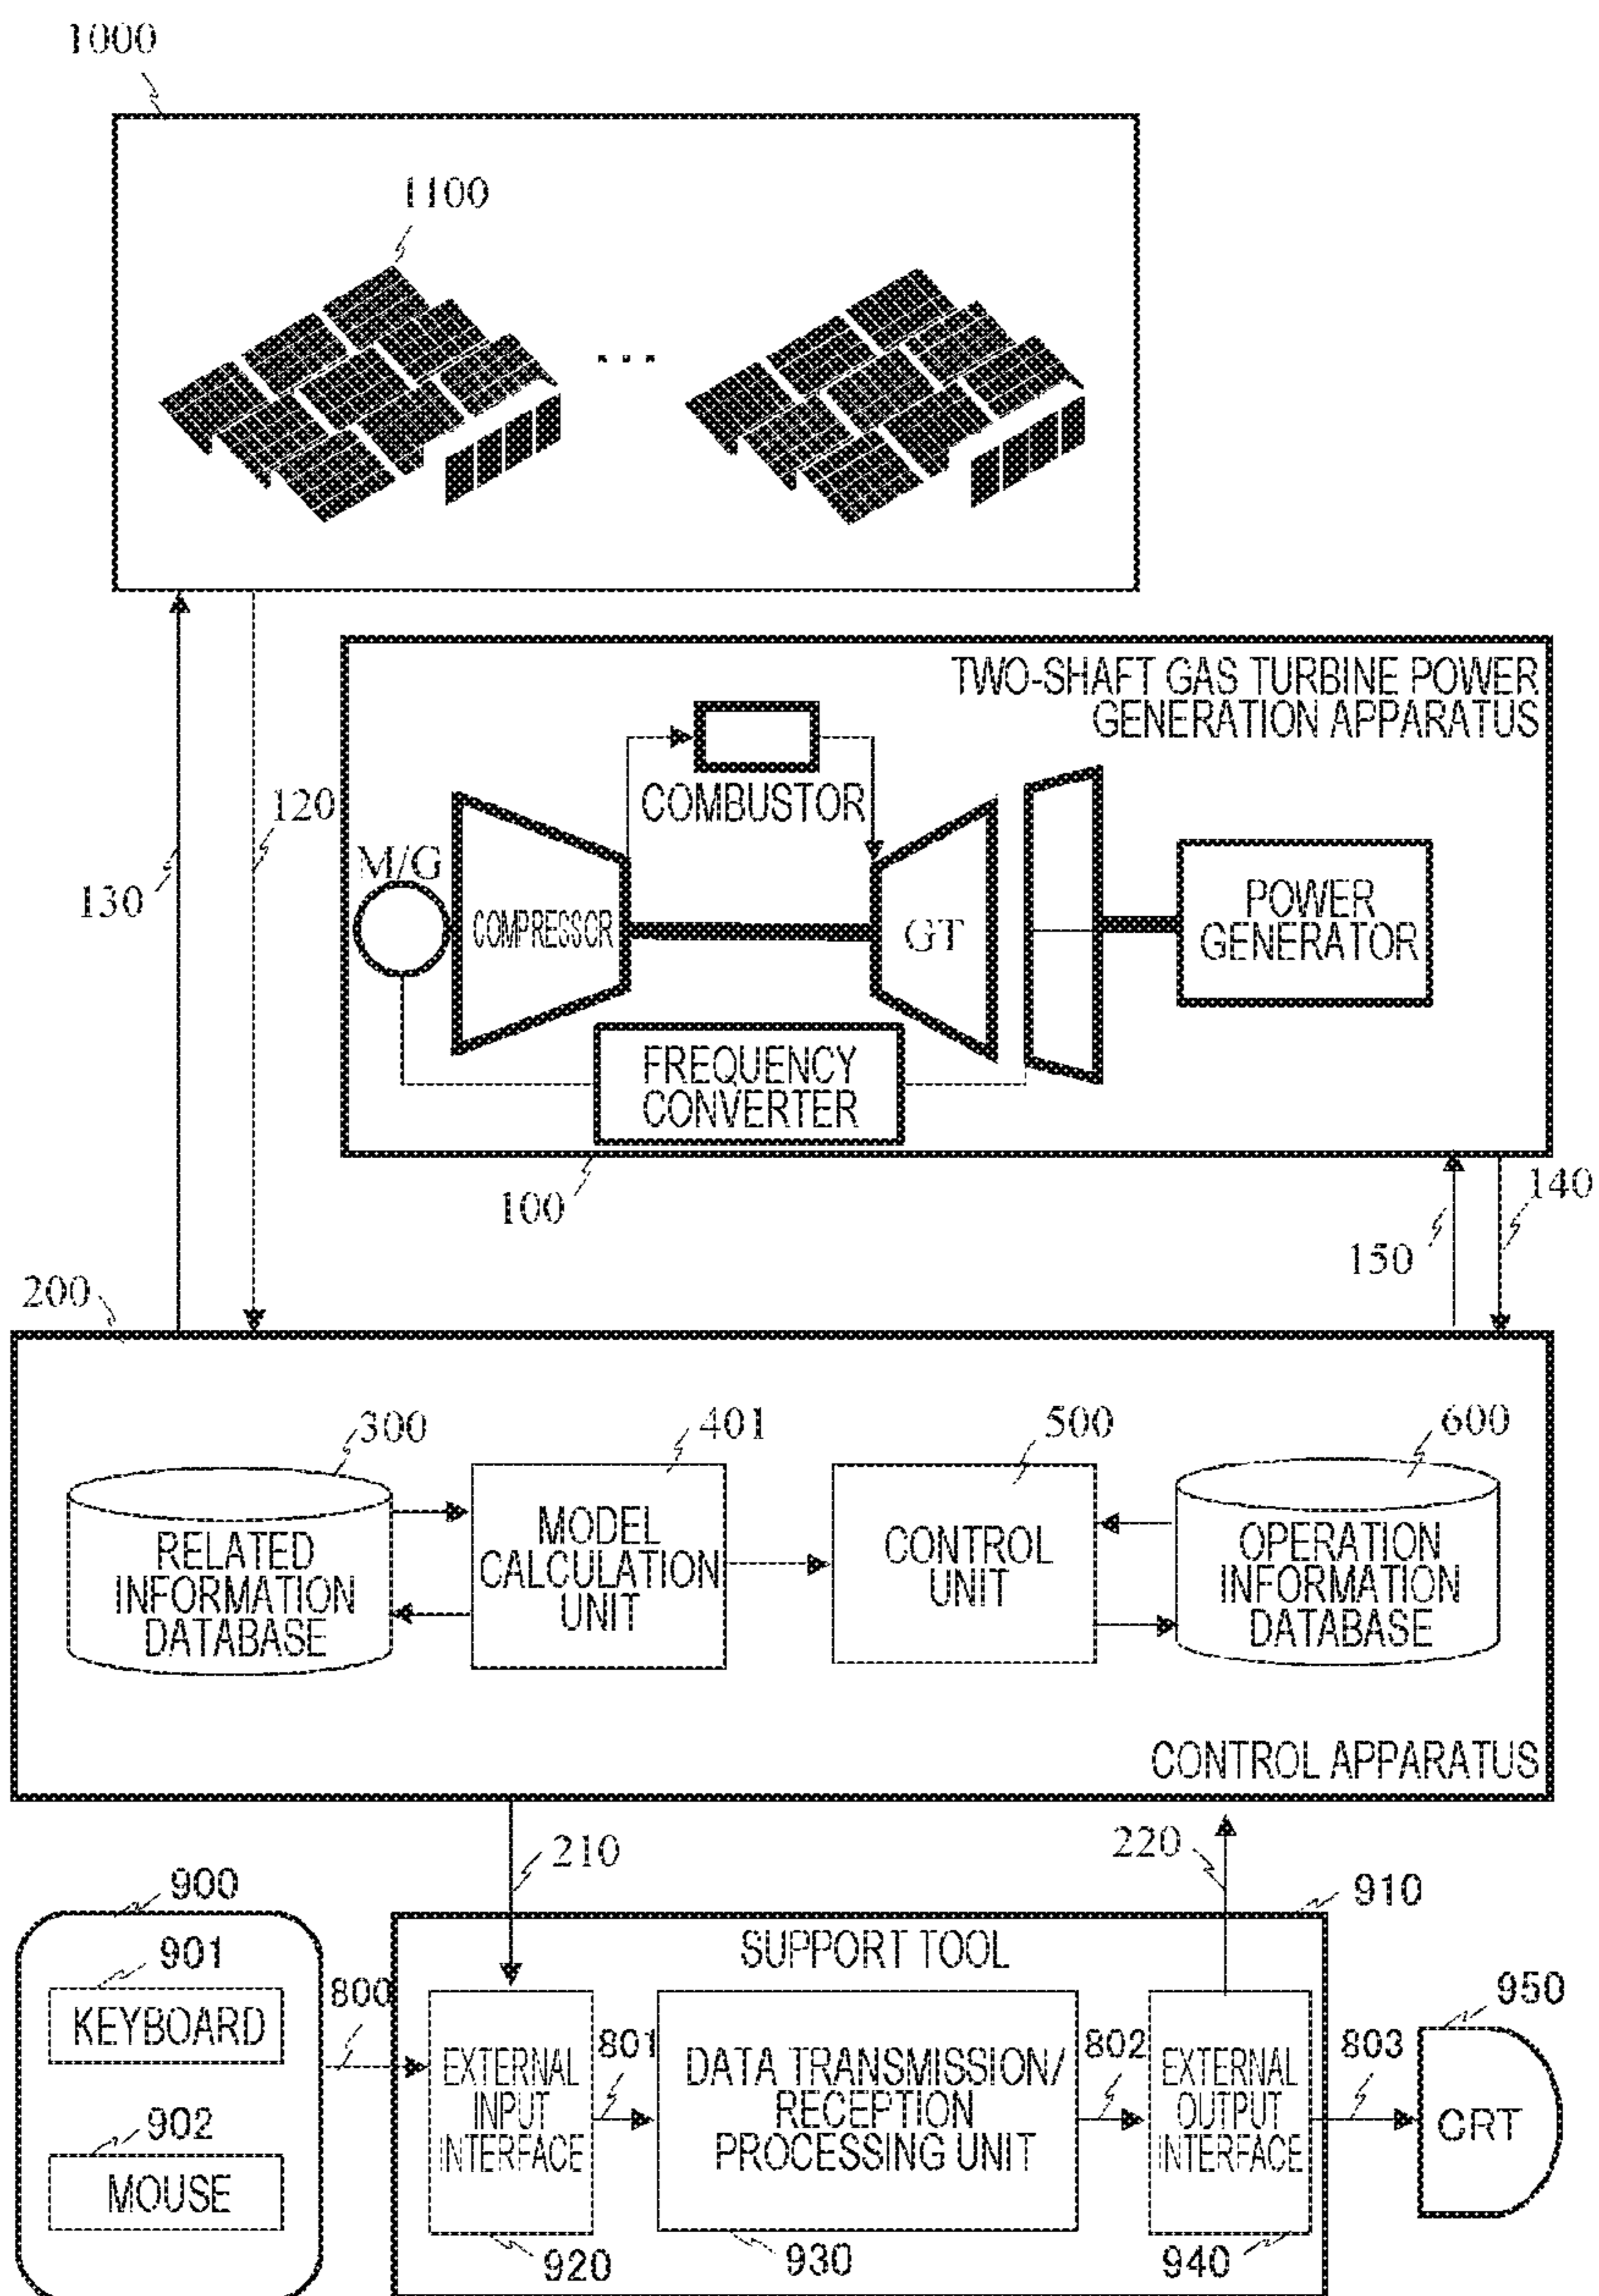 1000
1100
...
TWO-SHAFT GAS TURBINE POWER
GENERATION APPARATUS
COMBUSTOR
120
130
M/G
COMPRESSOR
GT
POWER
GENERATOR
FREQUENCY
CONVERTER
100
140
150
200
300
401
500
600
RELATED
INFORMATION
DATABASE
MODEL
CALCULATION
UNIT
CONTROL
UNIT
OPERATION
INFORMATION
DATABASE
CONTROL APPARATUS
210
220
900
910
901
KEYBOARD
902
MOUSE
800
SUPPORT TOOL
EXTERNAL
INPUT
INTERFACE
801
DATA TRANSMISSION/
RECEPTION
PROCESSING UNIT
802
EXTERNAL
OUTPUT
INTERFACE
803
950
CRT
920
930
940